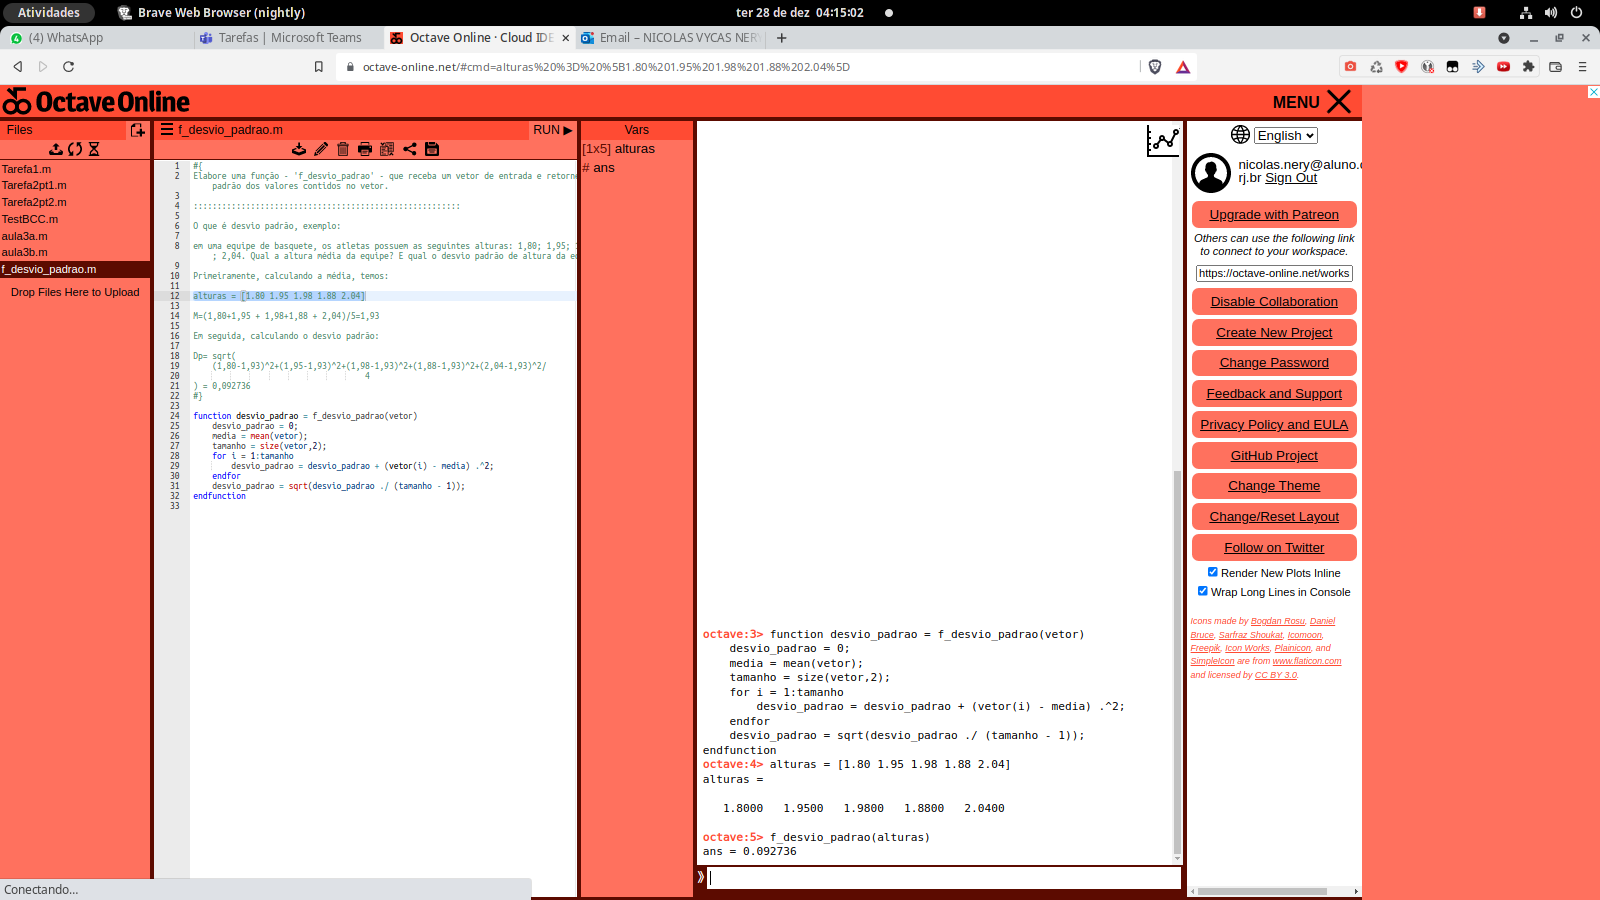 Atividades
Brave Web Browser (nightly)
ter 28 de dez 04:15:02
(4) WhatsApp
Tarefas | Microsoft Teams
Octave Online · Cloud IDE
Email – NICOLAS VYCAS NERY
octave-online.net/#cmd=alturas%20%3D%20%5B1.80%201.95%201.98%201.88%202.04%5D
Octave Online
MENU
Files
Tarefa1.m
Tarefa2pt1.m
Tarefa2pt2.m
TestBCC.m
aula3a.m
aula3b.m
f_desvio_padrao.m
Drop Files Here to Upload
f_desvio_padrao.m
RUN
1 #{
2 Elabore uma função - 'f_desvio_padrao' - que receba um vetor de entrada e retorne
padrão dos valores contidos no vetor.
3
4 ::::::::::::::::::::::::::::::::::::::::::::::::::::::::
5
6 O que é desvio padrão, exemplo:
7
8 em uma equipe de basquete, os atletas possuem as seguintes alturas: 1,80; 1,95;
; 2,04. Qual a altura média da equipe? E qual o desvio padrão de altura da
9
10 Primeiramente, calculando a média, temos:
11
12 alturas = [1.80 1.95 1.98 1.88 2.04]
13
14 M=(1,80+1,95 + 1,98+1,88 + 2,04)/5=1,93
15
16 Em seguida, calculando o desvio padrão:
17
18 Dp= sqrt(
19 (1,80-1,93)^2+(1,95-1,93)^2+(1,98-1,93)^2+(1,88-1,93)^2+(2,04-1,93)^2/
20 4
21 ) = 0,092736
22 #}
23
24 function desvio_padrao = f_desvio_padrao(vetor)
25 desvio_padrao = 0;
26 media = mean(vetor);
27 tamanho = size(vetor,2);
28 for i = 1:tamanho
29 desvio_padrao = desvio_padrao + (vetor(i) - media) .^2;
30 endfor
31 desvio_padrao = sqrt(desvio_padrao ./ (tamanho - 1));
32 endfunction
33
Vars
[1x5] alturas
# ans
octave:3> function desvio_padrao = f_desvio_padrao(vetor)
desvio_padrao = 0;
media = mean(vetor);
tamanho = size(vetor,2);
for i = 1:tamanho
desvio_padrao = desvio_padrao + (vetor(i) - media) .^2;
endfor
desvio_padrao = sqrt(desvio_padrao ./ (tamanho - 1));
endfunction
octave:4> alturas = [1.80 1.95 1.98 1.88 2.04]
alturas =
1.8000 1.9500 1.9800 1.8800 2.0400
octave:5> f_desvio_padrao(alturas)
ans = 0.092736
English
nicolas.nery@aluno.c
rj.br Sign Out
Upgrade with Patreon
Others can use the following link
to connect to your workspace.
https://octave-online.net/works
Disable Collaboration
Create New Project
Change Password
Feedback and Support
Privacy Policy and EULA
GitHub Project
Change Theme
Change/Reset Layout
Follow on Twitter
Render New Plots Inline
Wrap Long Lines in Console
Icons made by Bogdan Rosu, Daniel
Bruce, Sarfraz Shoukat, Icomoon,
Freepik, Icon Works, Plainicon, and
SimpleIcon are from www.flaticon.com
and licensed by CC BY 3.0.
Conectando...